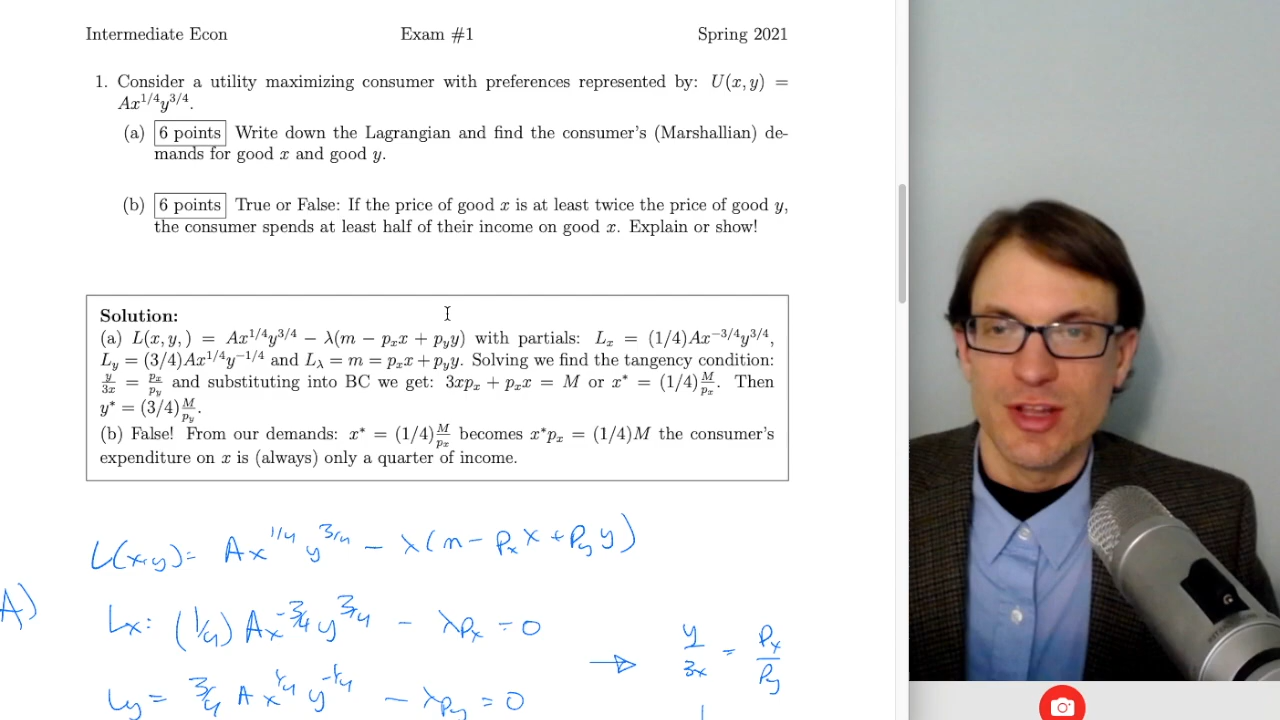 Intermediate Econ Exam #1 Spring 2021
1. Consider a utility maximizing consumer with preferences represented by: U(x, y) =
Ax^{1/4}y^{3/4}.
(a) 6 points Write down the Lagrangian and find the consumer's (Marshallian) de-
mands for good x and good y.
(b) 6 points True or False: If the price of good x is at least twice the price of good y,
the consumer spends at least half of their income on good x. Explain or show!
Solution:
(a) L(x, y, ) = Ax^{1/4}y^{3/4} − λ(m − p_x x + p_y y) with partials: L_x = (1/4)Ax^{−3/4}y^{3/4},
L_y = (3/4)Ax^{1/4}y^{−1/4} and L_λ = m = p_x x + p_y y. Solving we find the tangency condition:
y/3x = p_x/p_y and substituting into BC we get: 3xp_x + p_x x = M or x* = (1/4)M/p_x. Then
y* = (3/4)M/p_y.
(b) False! From our demands: x* = (1/4)M/p_x becomes x*p_x = (1/4)M the consumer's
expenditure on x is (always) only a quarter of income.
L(x,y)= Ax^{1/4} y^{3/4} − λ(m − P_x x + P_y y)
A)
L_x: (1/4) Ax^{-3/4} y^{3/4} − λP_x = 0
→ y/3x = P_x/P_y
L_y = 3/4 A x^{1/4} y^{-1/4} − λP_y = 0